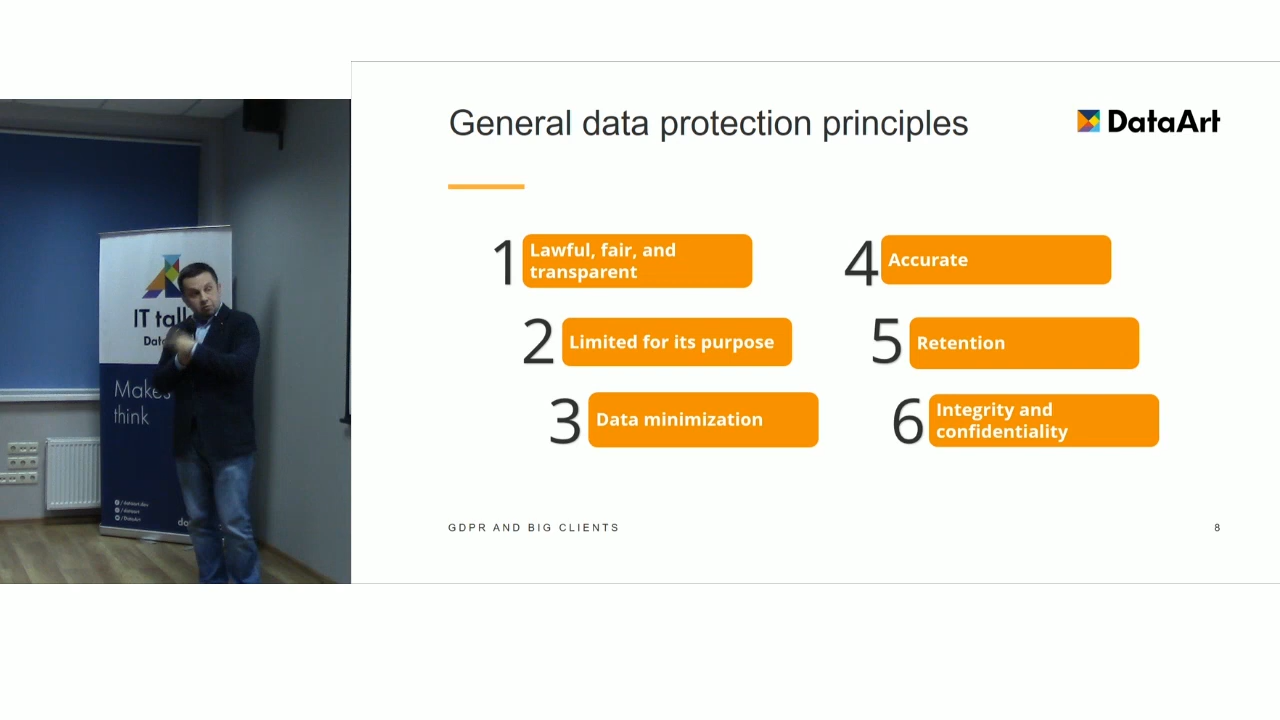 General data protection principles
DataArt
1
Lawful, fair, and
transparent
2
Limited for its purpose
3
Data minimization
4
Accurate
5
Retention
6
Integrity and
confidentiality
GDPR AND BIG CLIENTS
8
IT talk
Makes
think